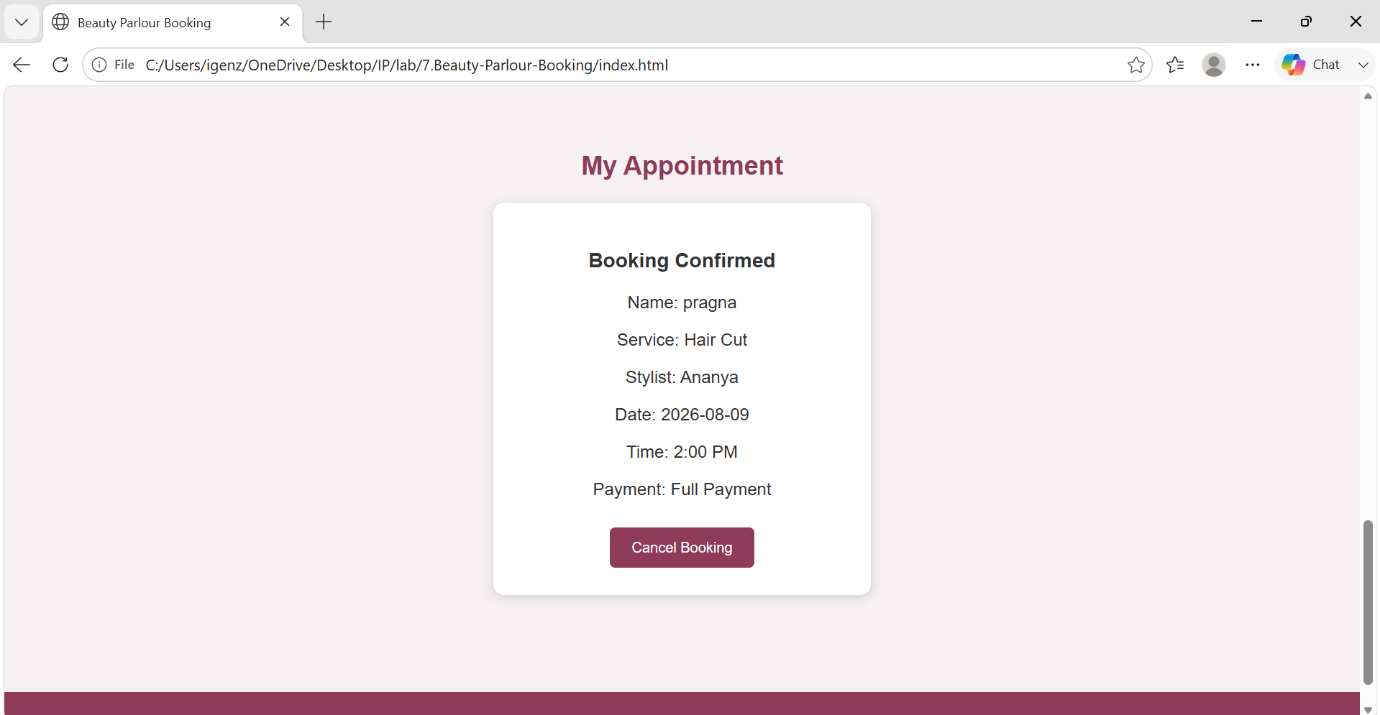 Beauty Parlour Booking
File C:/Users/igenz/OneDrive/Desktop/IP/lab/7.Beauty-Parlour-Booking/index.html
Chat
My Appointment
Booking Confirmed
Name: pragna
Service: Hair Cut
Stylist: Ananya
Date: 2026-08-09
Time: 2:00 PM
Payment: Full Payment
Cancel Booking